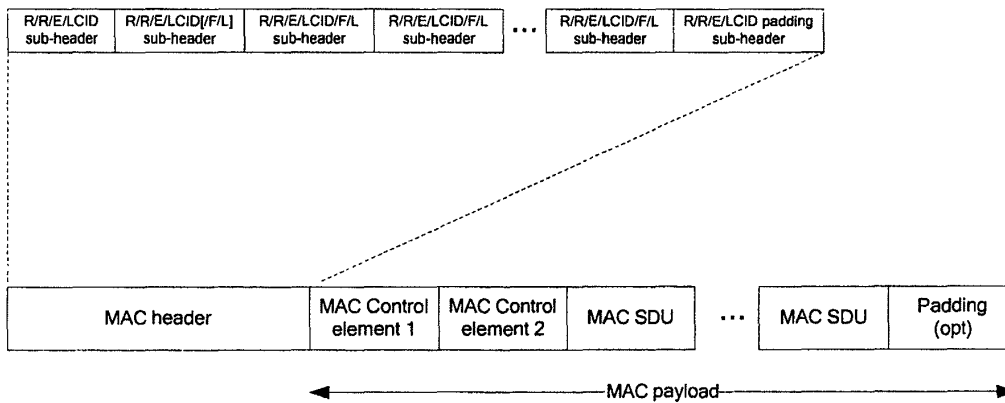 R/R/E/LCID
sub-header
R/R/E/LCID[/F/L]
sub-header
R/R/E/LCID/F/L
sub-header
R/R/E/LCID/F/L
sub-header
...
R/R/E/LCID/F/L
sub-header
R/R/E/LCID padding
sub-header
MAC header
MAC Control
element 1
MAC Control
element 2
MAC SDU
...
MAC SDU
Padding
(opt)
MAC payload